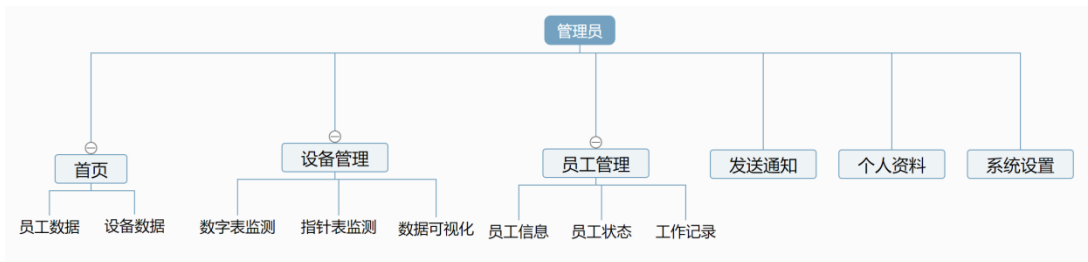 管理员
首页
设备管理
员工管理
发送通知
个人资料
系统设置
员工数据
设备数据
数字表监测
指针表监测
数据可视化
员工信息
员工状态
工作记录